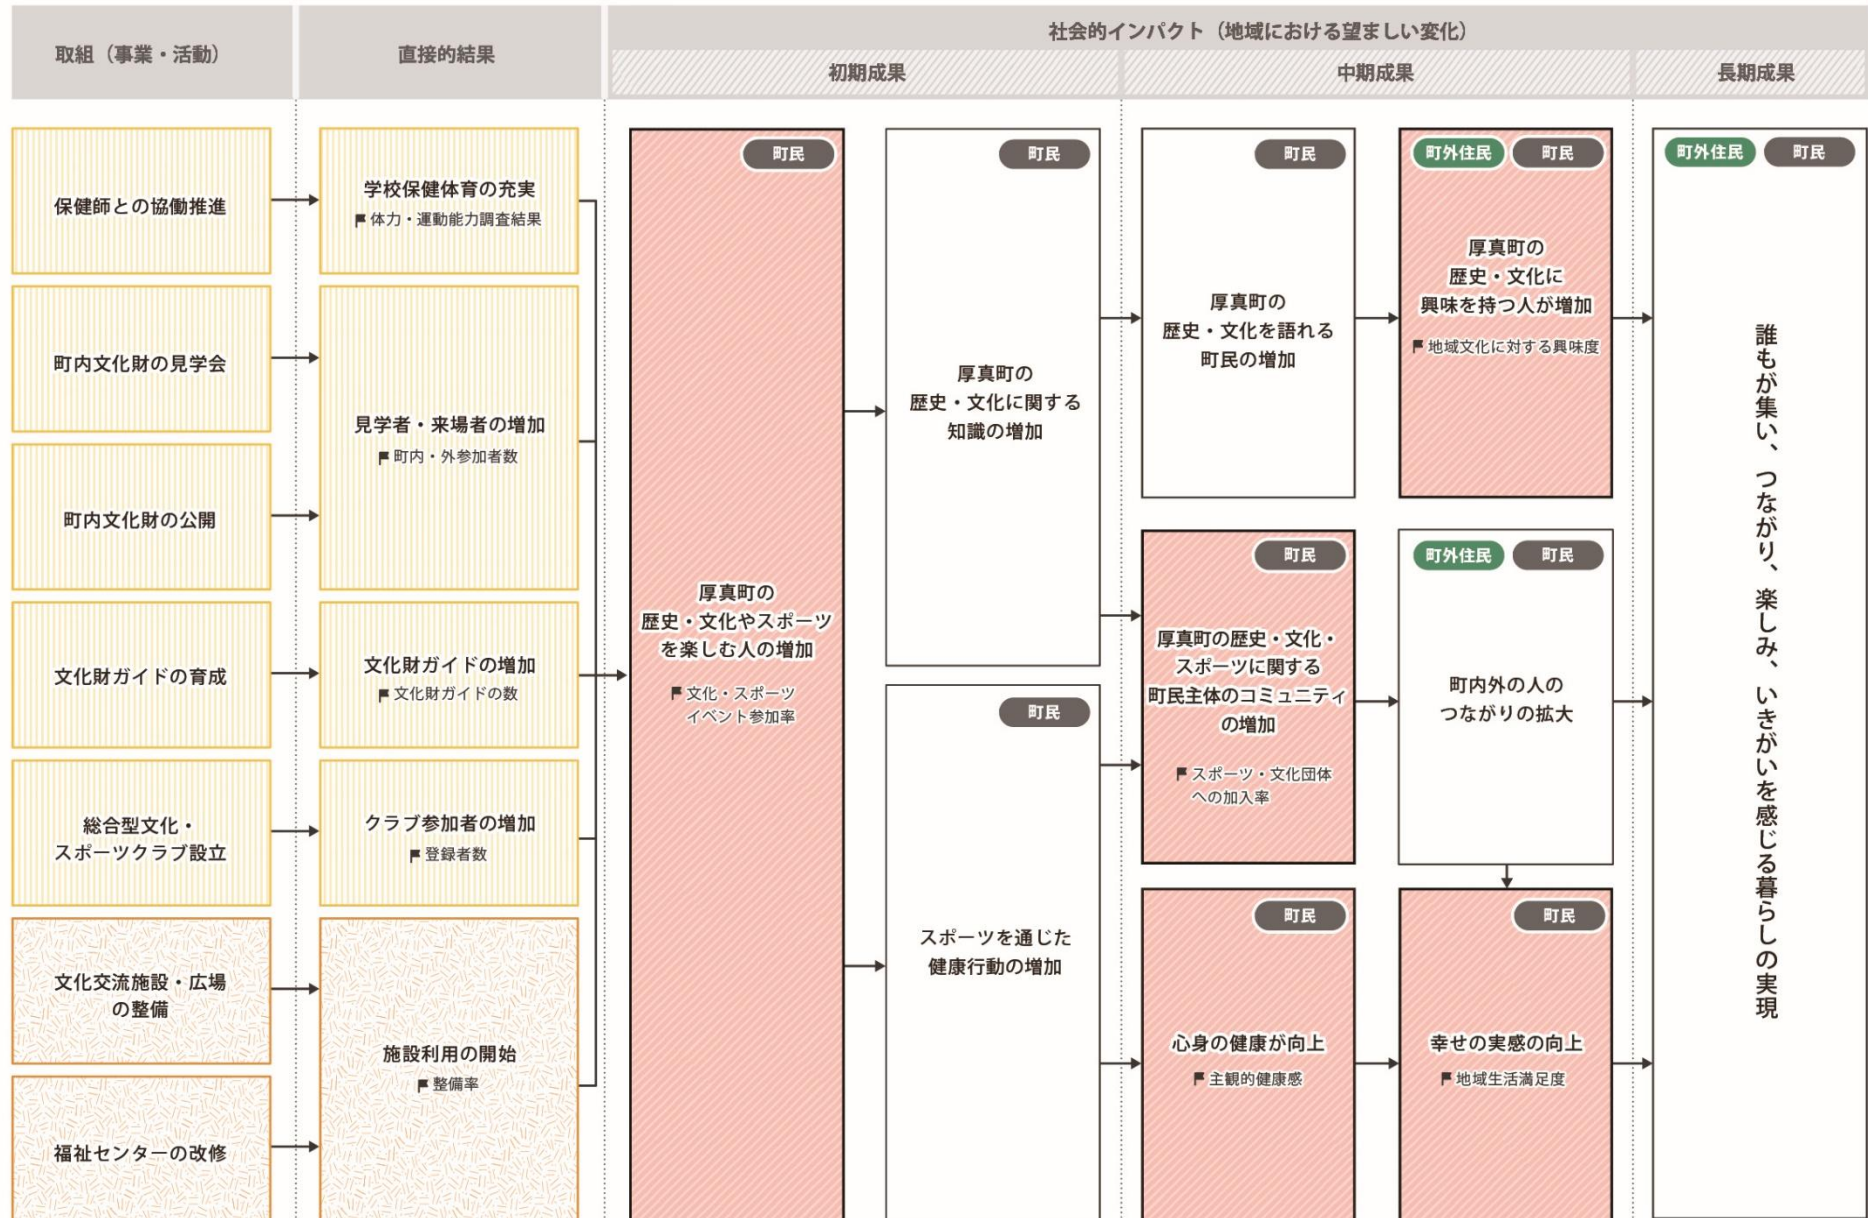 取組（事業・活動）
直接的結果
社会的インパクト（地域における望ましい変化）
初期成果
中期成果
長期成果
保健師との協働推進
町内文化財の見学会
町内文化財の公開
文化財ガイドの育成
総合型文化・
スポーツクラブ設立
文化交流施設・広場
の整備
福祉センターの改修
学校保健体育の充実
体力・運動能力調査結果
見学者・来場者の増加
町内・外参加者数
文化財ガイドの増加
文化財ガイドの数
クラブ参加者の増加
登録者数
施設利用の開始
整備率
町民
厚真町の
歴史・文化やスポーツ
を楽しむ人の増加
文化・スポーツ
イベント参加率
町民
厚真町の
歴史・文化に関する
知識の増加
町民
スポーツを通じた
健康行動の増加
町民
厚真町の
歴史・文化を語れる
町民の増加
町外住民
町民
厚真町の
歴史・文化に
興味を持つ人が増加
地域文化に対する興味度
町民
厚真町の歴史・文化・
スポーツに関する
町民主体のコミュニティ
の増加
スポーツ・文化団体
への加入率
町外住民
町民
町内外の人の
つながりの拡大
町民
心身の健康が向上
主観的健康感
町民
幸せの実感の向上
地域生活満足度
町外住民
町民
誰もが集い、つながり、楽しみ、いきがいを感じる暮らしの実現